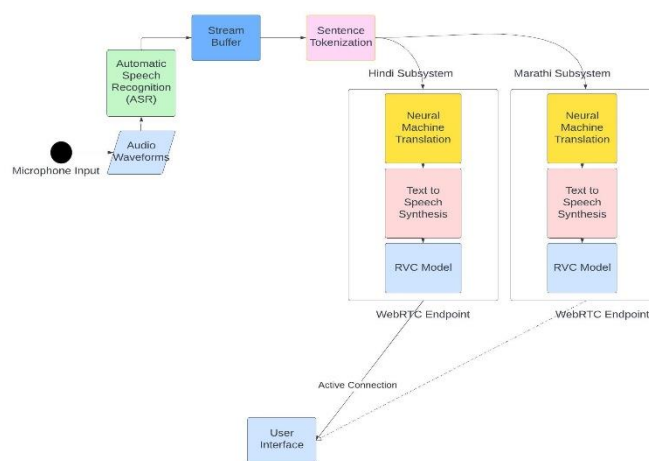 Stream
Buffer
Sentence
Tokenization
Automatic
Speech
Recognition
(ASR)
Hindi Subsystem
Marathi Subsystem
Neural
Machine
Translation
Neural
Machine
Translation
Audio
Waveforms
Microphone Input
Text to
Speech
Synthesis
Text to
Speech
Synthesis
RVC Model
RVC Model
WebRTC Endpoint
WebRTC Endpoint
Active Connection
User
Interface